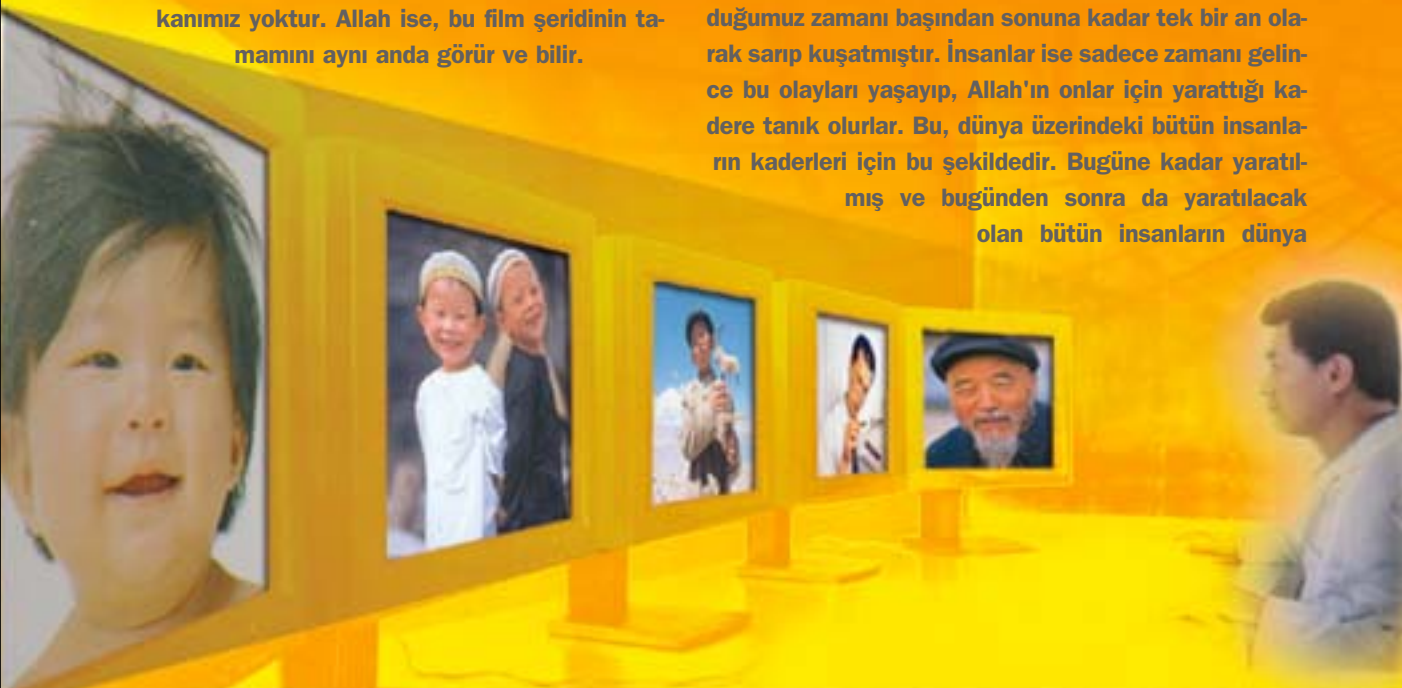 kanımız yoktur. Allah ise, bu film şeridinin ta-
mamını aynı anda görür ve bilir.
duğumuz zamanı başından sonuna kadar tek bir an ola-
rak sarıp kuşatmıştır. İnsanlar ise sadece zamanı gelin-
ce bu olayları yaşayıp, Allah'ın onlar için yarattığı ka-
dere tanık olurlar. Bu, dünya üzerindeki bütün insanla-
rın kaderleri için bu şekildedir. Bugüne kadar yaratıl-
mış ve bugünden sonra da yaratılacak
olan bütün insanların dünya